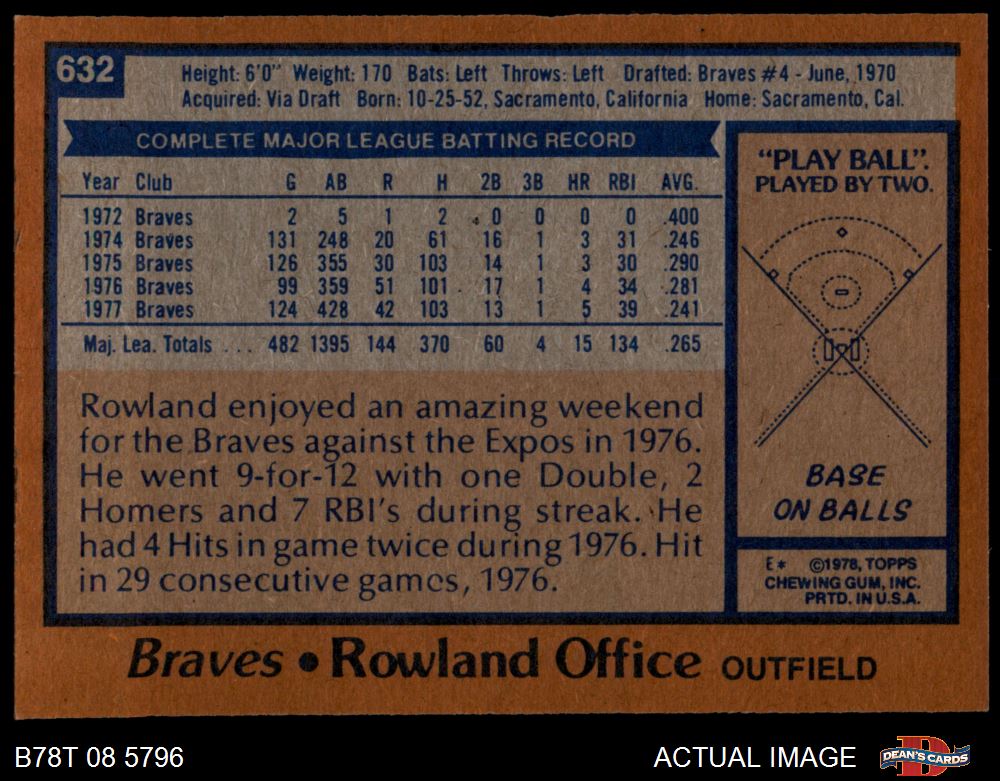 632
Height: 6'0" Weight: 170 Bats: Left Throws: Left Drafted: Braves #4 - June, 1970
Acquired: Via Draft Born: 10-25-52, Sacramento, California Home: Sacramento, Cal.
COMPLETE MAJOR LEAGUE BATTING RECORD
Year Club G AB R H 2B 3B HR RBI AVG.
1972 Braves 2 5 1 2 0 0 0 0 .400
1974 Braves 131 248 20 61 16 1 3 31 .246
1975 Braves 126 355 30 103 14 1 3 30 .290
1976 Braves 99 359 51 101 17 1 4 34 .281
1977 Braves 124 428 42 103 13 1 5 39 .241
Maj. Lea. Totals ... 482 1395 144 370 60 4 15 134 .265
Rowland enjoyed an amazing weekend
for the Braves against the Expos in 1976.
He went 9-for-12 with one Double, 2
Homers and 7 RBI's during streak. He
had 4 Hits in game twice during 1976. Hit
in 29 consecutive games, 1976.
"PLAY BALL".
PLAYED BY TWO.
BASE
ON BALLS
E* ©1978, TOPPS
CHEWING GUM, INC.
PRTD. IN U.S.A.
Braves • Rowland Office OUTFIELD
B78T 08 5796
ACTUAL IMAGE
DEAN'S CARDS